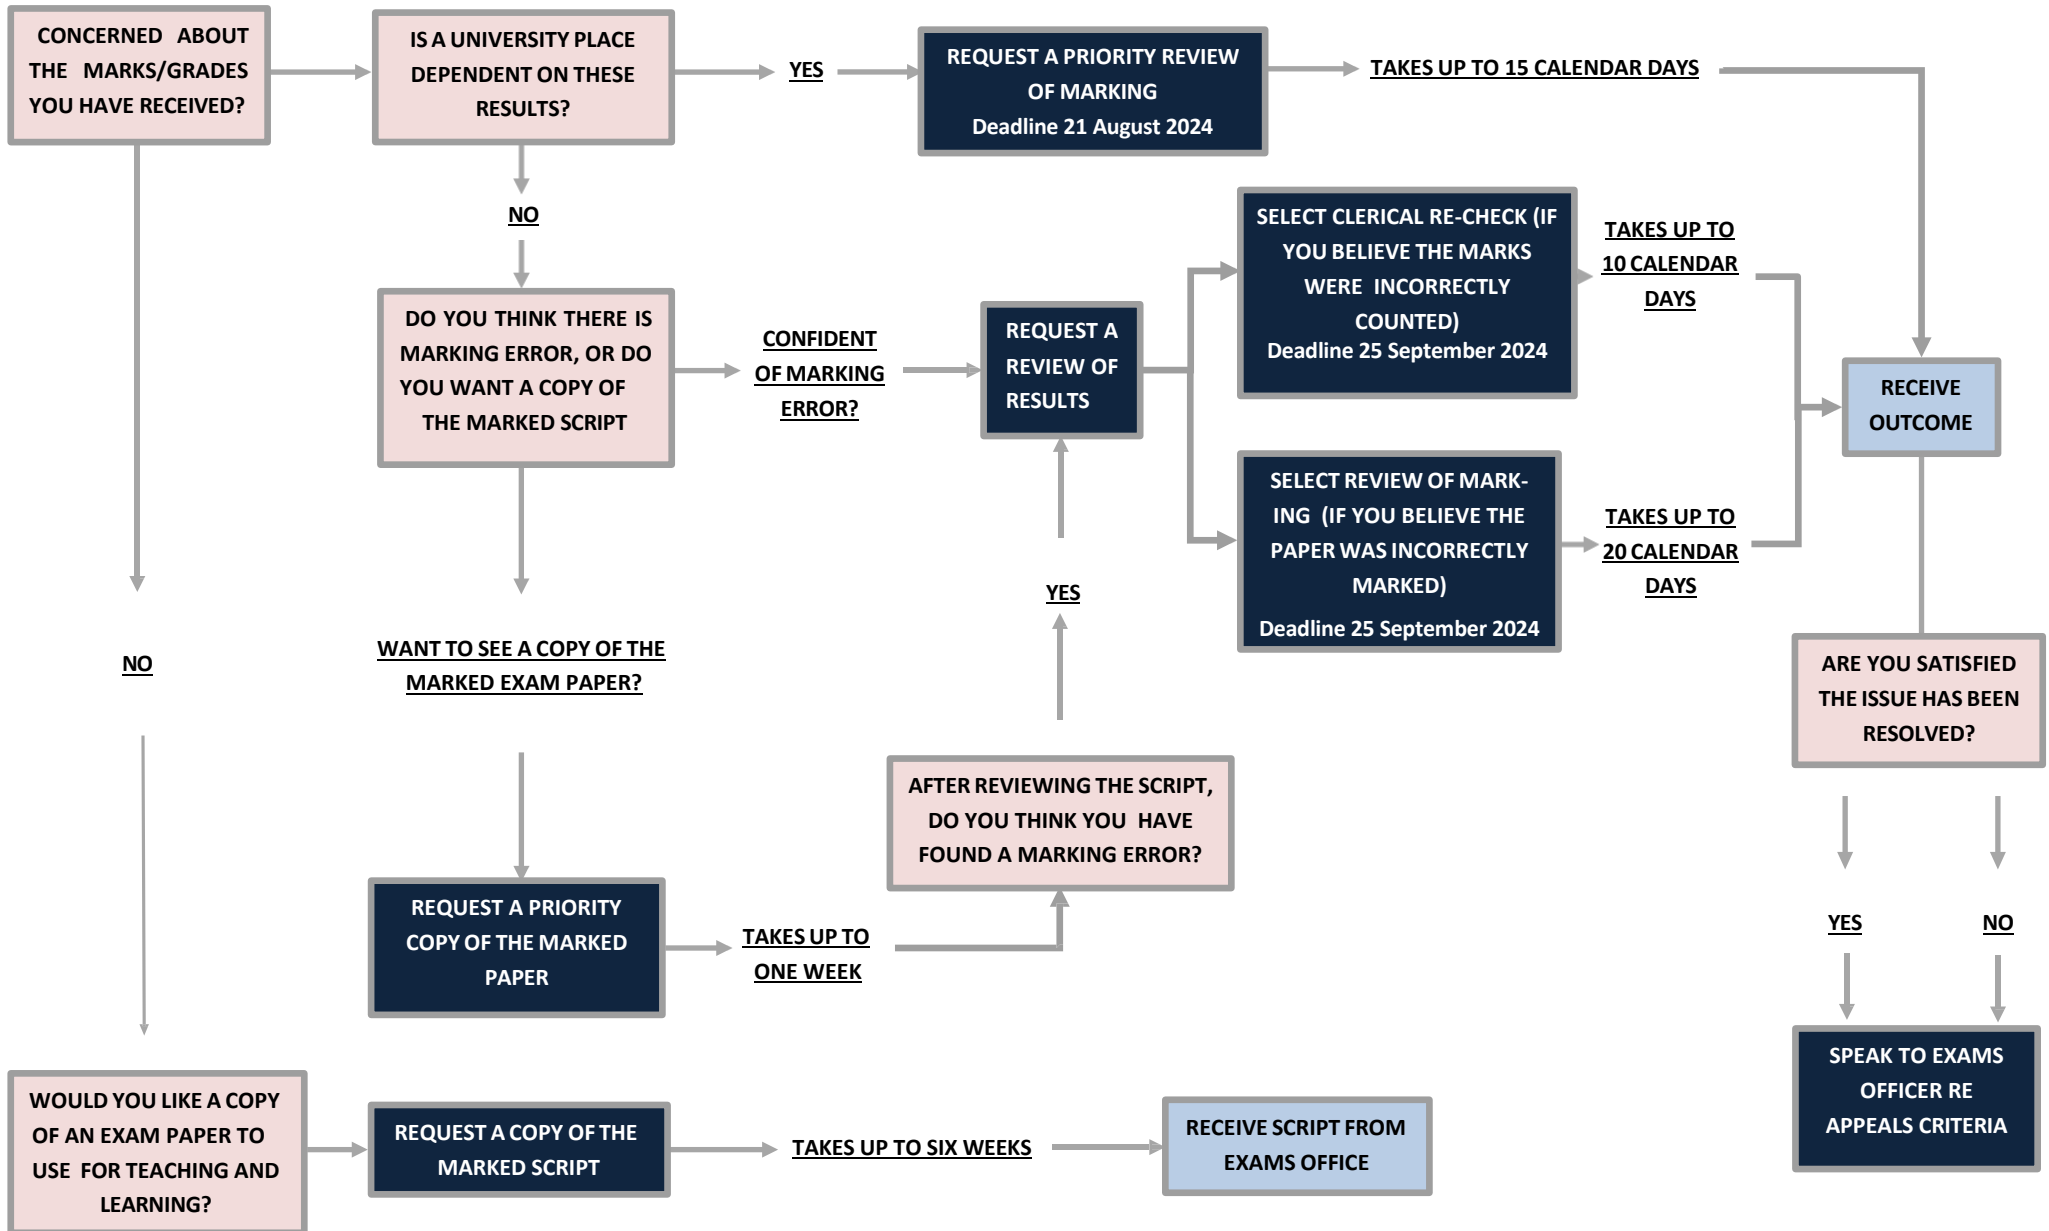 CONCERNED ABOUT
THE MARKS/GRADES
YOU HAVE RECEIVED?
IS A UNIVERSITY PLACE
DEPENDENT ON THESE
RESULTS?
YES
REQUEST A PRIORITY REVIEW
OF MARKING
Deadline 21 August 2024
TAKES UP TO 15 CALENDAR DAYS
NO
DO YOU THINK THERE IS
MARKING ERROR, OR DO
YOU WANT A COPY OF
THE MARKED SCRIPT
CONFIDENT
OF MARKING
ERROR?
REQUEST A
REVIEW OF
RESULTS
SELECT CLERICAL RE-CHECK (IF
YOU BELIEVE THE MARKS
WERE INCORRECTLY
COUNTED)
Deadline 25 September 2024
TAKES UP TO
10 CALENDAR
DAYS
RECEIVE
OUTCOME
SELECT REVIEW OF MARK-
ING (IF YOU BELIEVE THE
PAPER WAS INCORRECTLY
MARKED)
Deadline 25 September 2024
TAKES UP TO
20 CALENDAR
DAYS
YES
NO
WANT TO SEE A COPY OF THE
MARKED EXAM PAPER?
ARE YOU SATISFIED
THE ISSUE HAS BEEN
RESOLVED?
AFTER REVIEWING THE SCRIPT,
DO YOU THINK YOU HAVE
FOUND A MARKING ERROR?
REQUEST A PRIORITY
COPY OF THE MARKED
PAPER
TAKES UP TO
ONE WEEK
YES
NO
SPEAK TO EXAMS
OFFICER RE
APPEALS CRITERIA
WOULD YOU LIKE A COPY
OF AN EXAM PAPER TO
USE FOR TEACHING AND
LEARNING?
REQUEST A COPY OF THE
MARKED SCRIPT
TAKES UP TO SIX WEEKS
RECEIVE SCRIPT FROM
EXAMS OFFICE